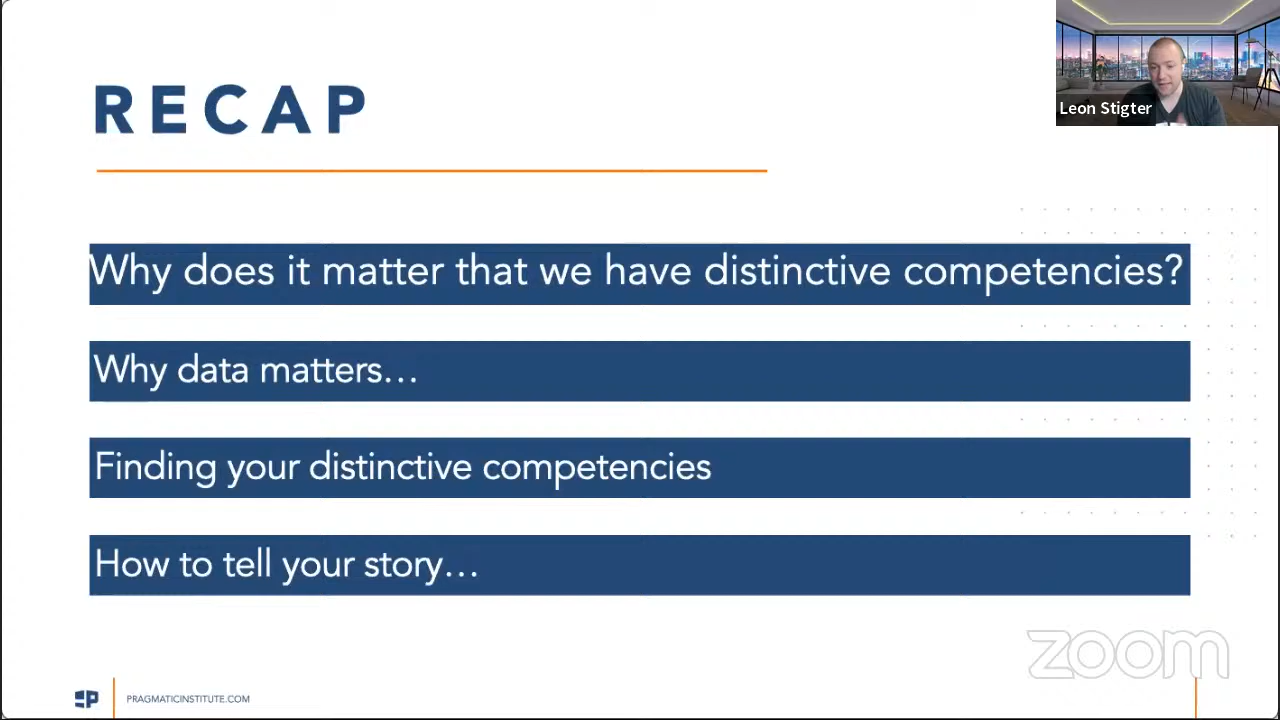 Leon Stigter
RECAP
Why does it matter that we have distinctive competencies?
Why data matters…
Finding your distinctive competencies
How to tell your story…
zoom
PRAGMATICINSTITUTE.COM